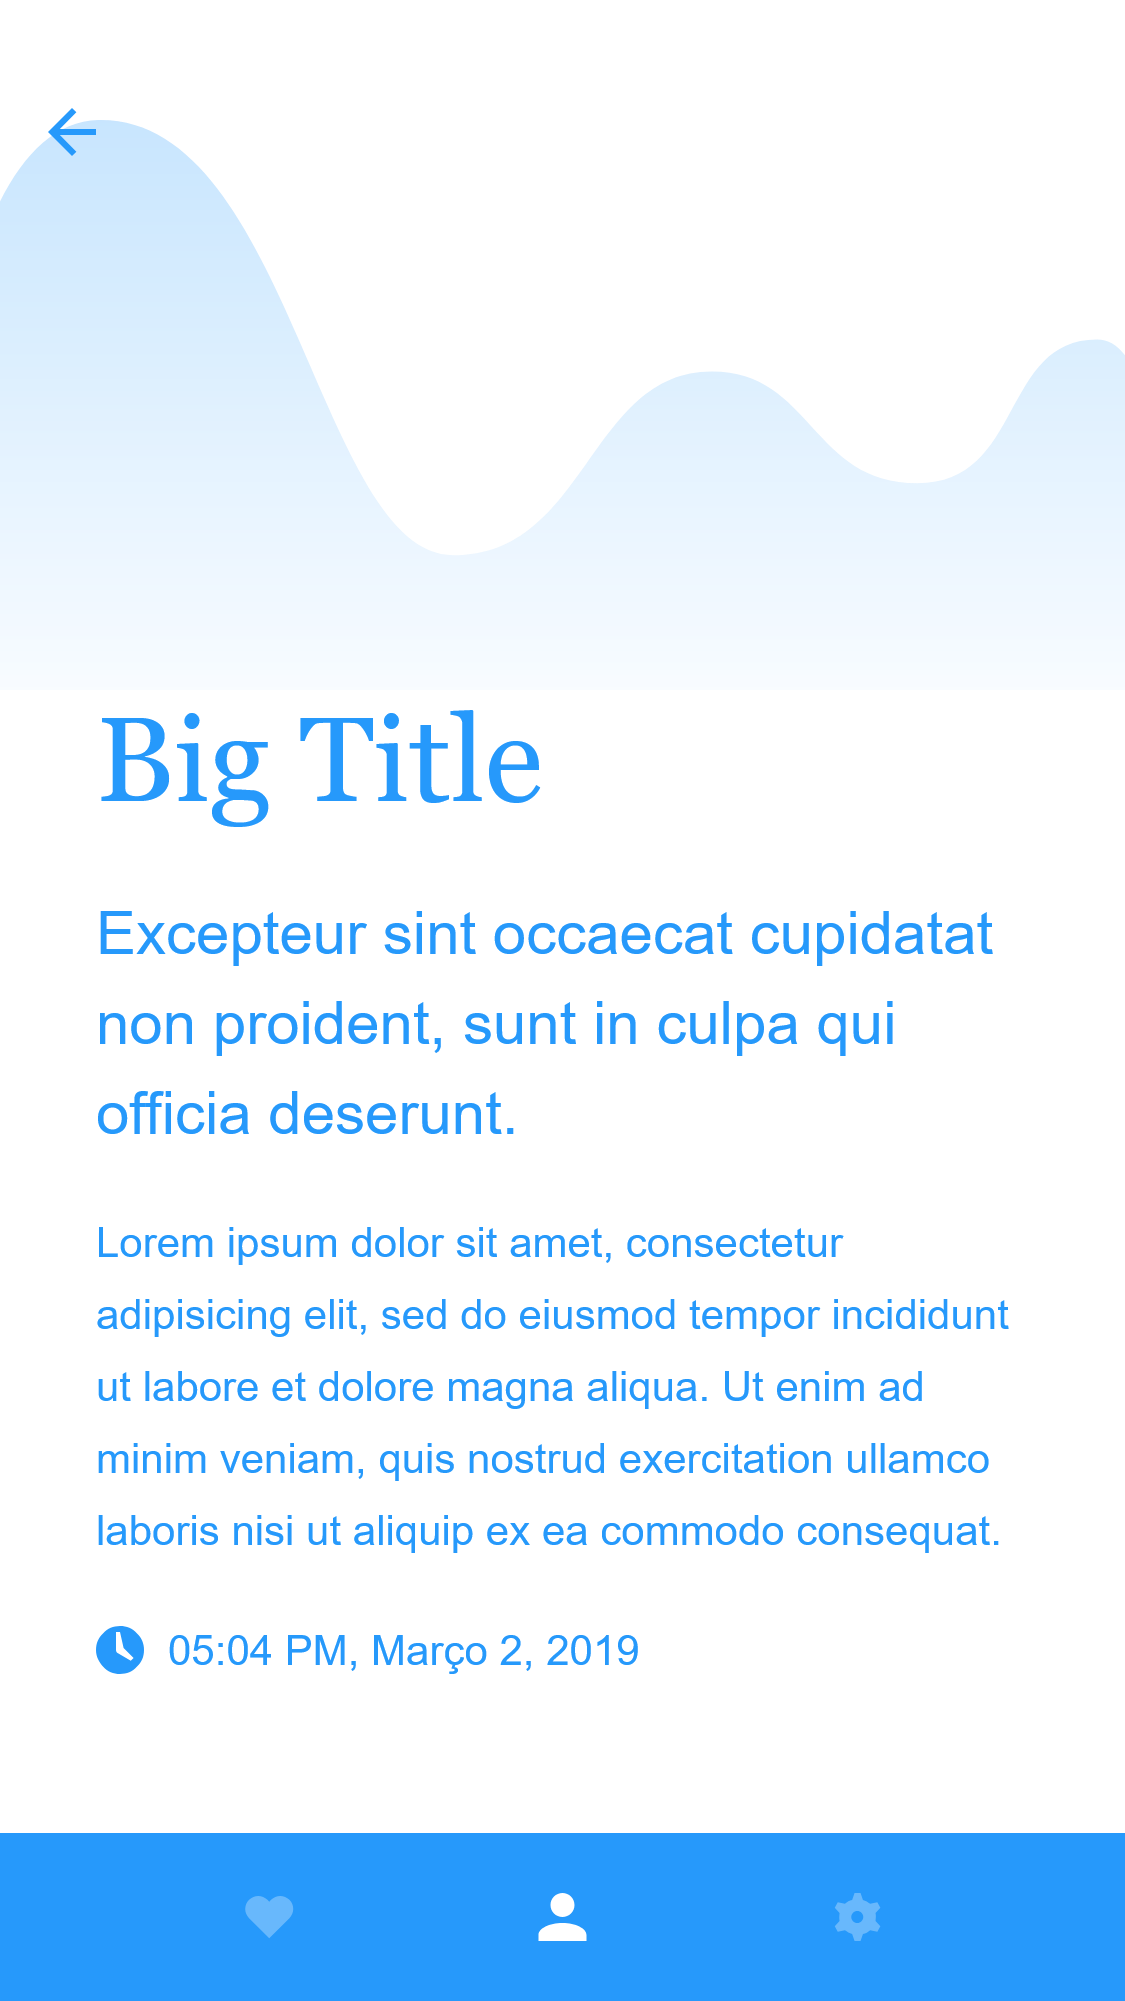 Big Title
Excepteur sint occaecat cupidatat
non proident, sunt in culpa qui
officia deserunt.
Lorem ipsum dolor sit amet, consectetur
adipisicing elit, sed do eiusmod tempor incididunt
ut labore et dolore magna aliqua. Ut enim ad
minim veniam, quis nostrud exercitation ullamco
laboris nisi ut aliquip ex ea commodo consequat.
05:04 PM, Março 2, 2019